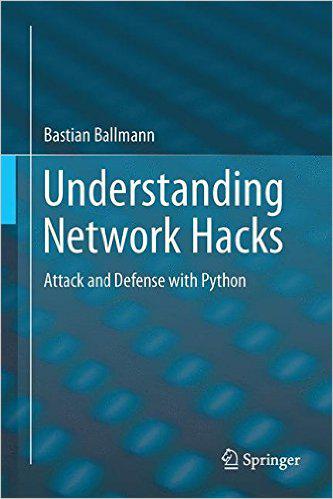 Bastian Ballmann
Understanding
Network Hacks
Attack and Defense with Python
Springer